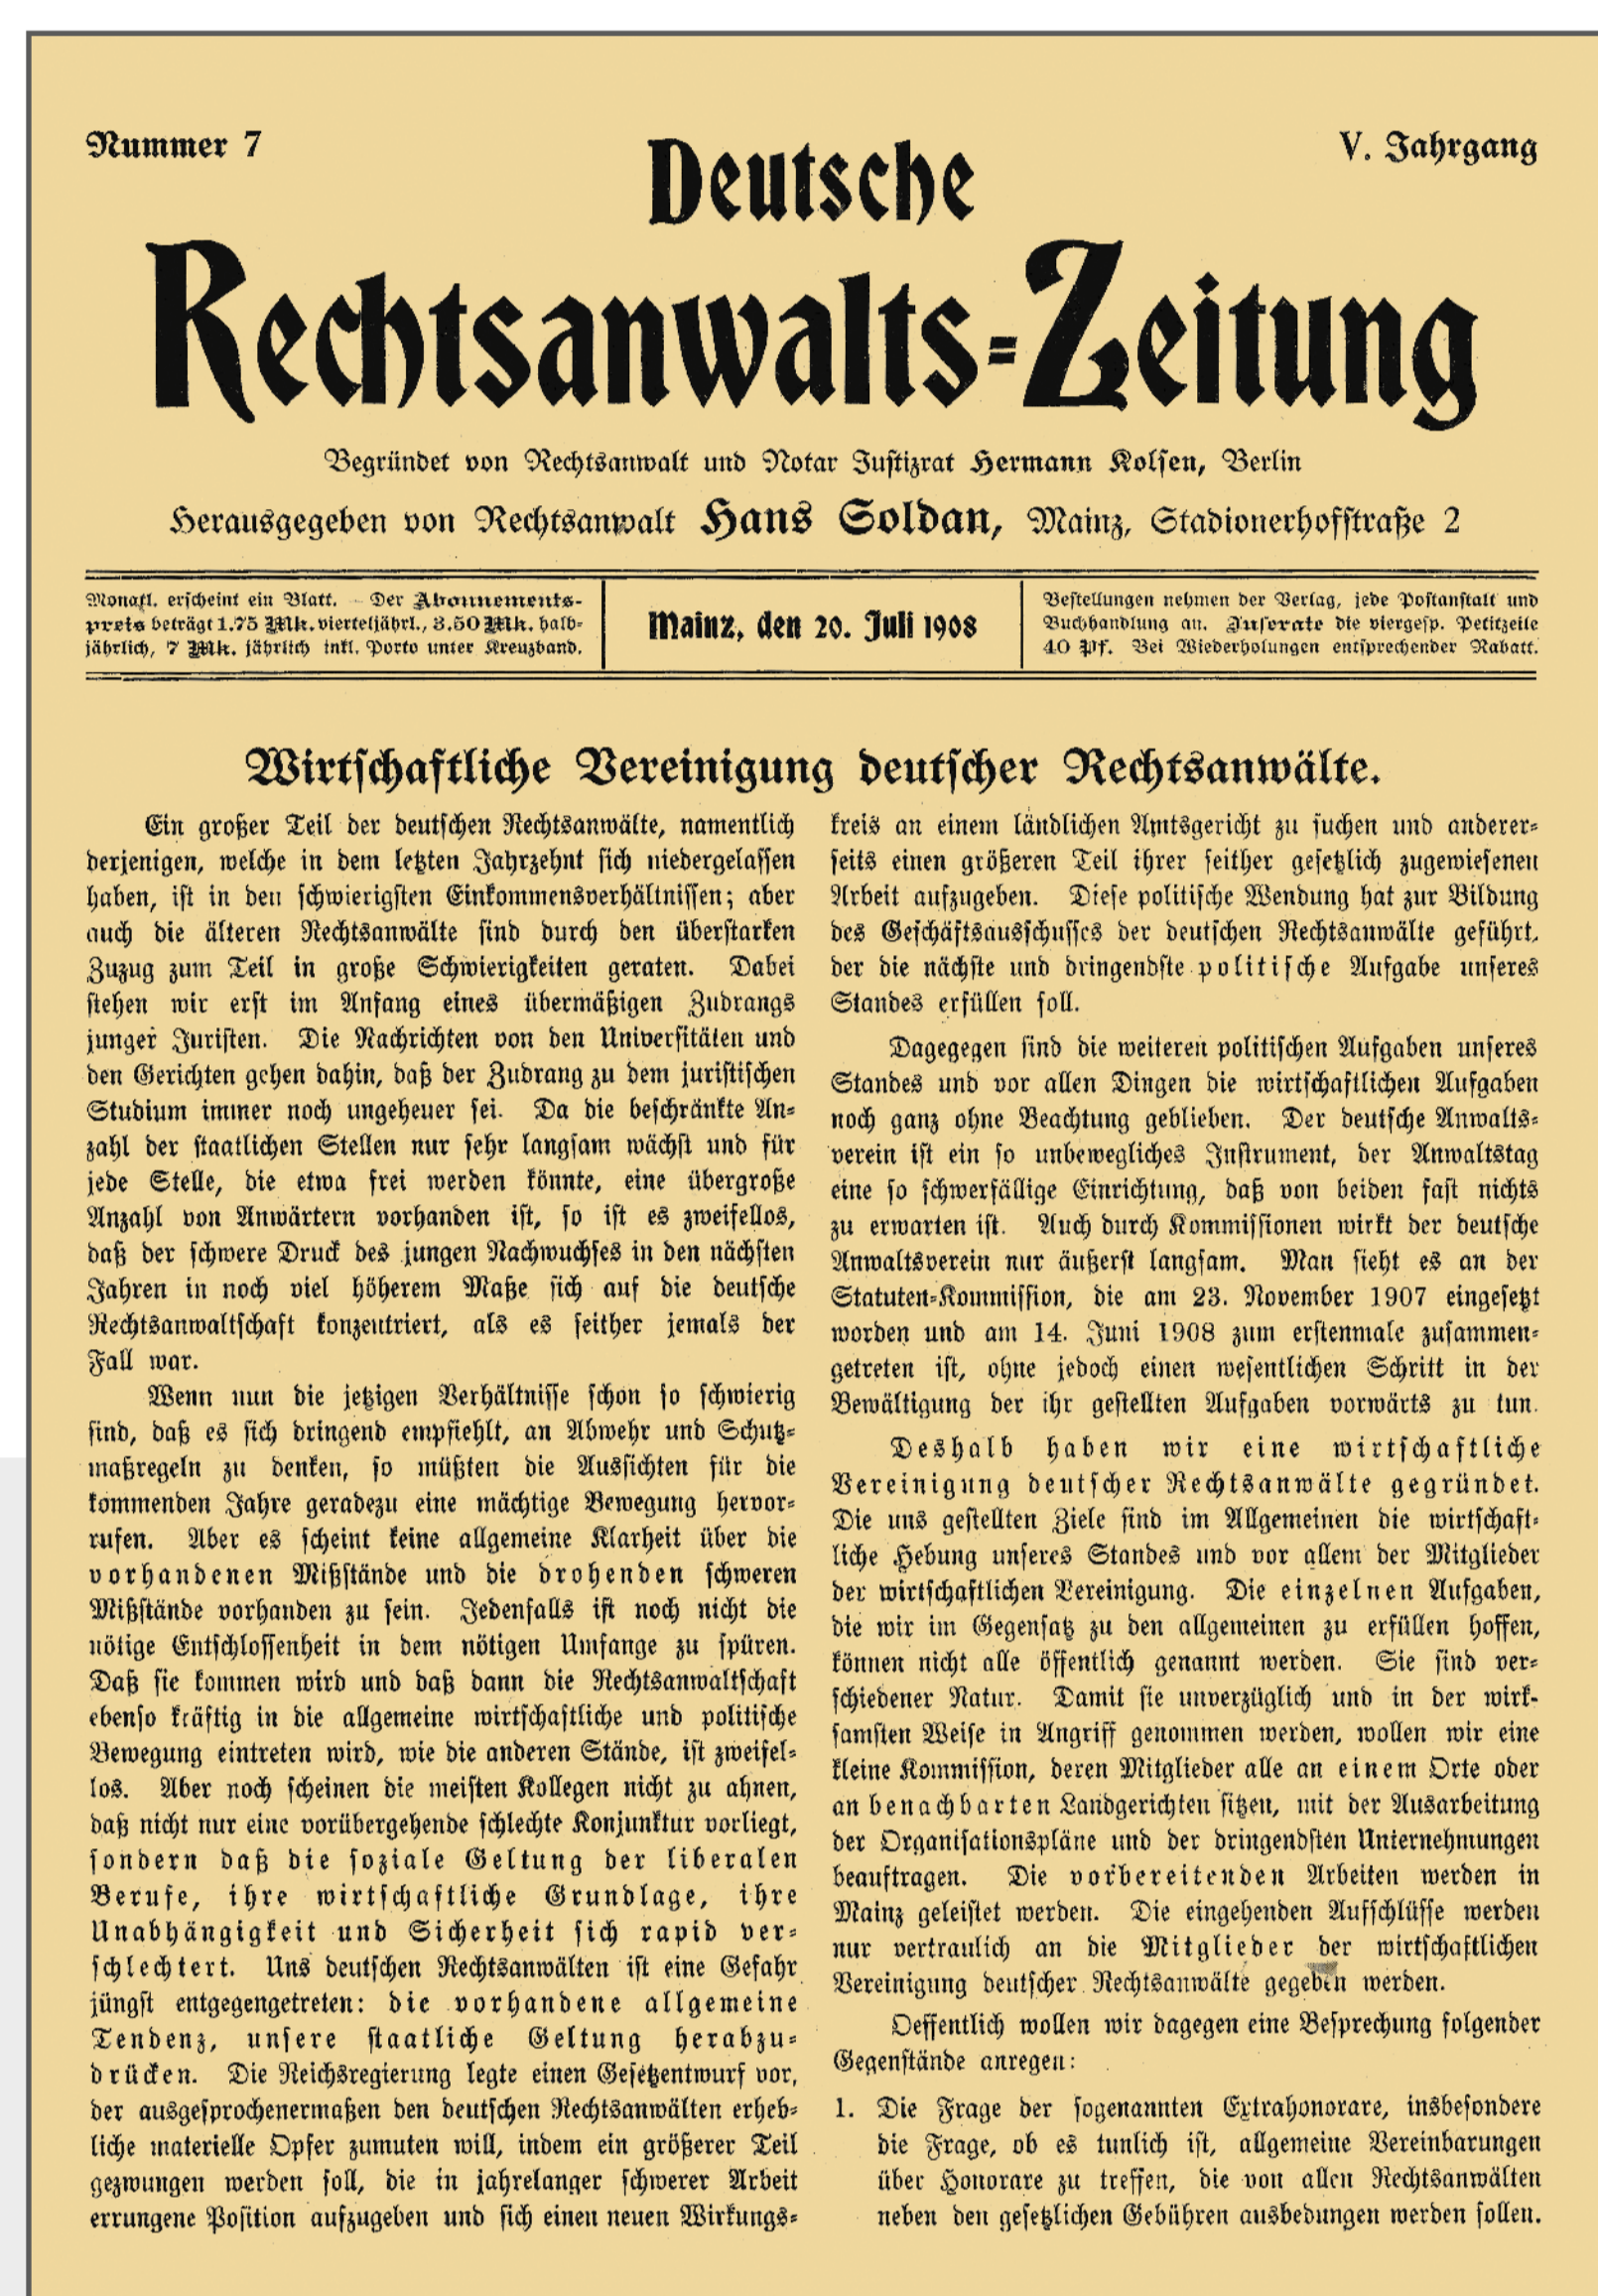 Nummer 7
V. Jahrgang
Deutsche
Rechtsanwalts=Zeitung
Begründet von Rechtsanwalt und Notar Justizrat Hermann Kolsen, Berlin
Herausgegeben von Rechtsanwalt Hans Soldan, Mainz, Stadionerhofstraße 2
Monatl. erscheint ein Blatt. – Der Abonnements-
preis beträgt 1.75 Mk. vierteljährl., 3.50 Mk. halb-
jährlich, 7 Mk. jährlich inkl. Porto unter Kreuzband.
Mainz, den 20. Juli 1908
Bestellungen nehmen der Verlag, jede Postanstalt und
Buchhandlung an. Inserate die viergesp. Petitzeile
40 Pf. Bei Wiederholungen entsprechender Rabatt.
Wirtschaftliche Vereinigung deutscher Rechtsanwälte.
Ein großer Teil der deutschen Rechtsanwälte, namentlich
derjenigen, welche in dem letzten Jahrzehnt sich niedergelassen
haben, ist in den schwierigsten Einkommensverhältnissen; aber
auch die älteren Rechtsanwälte sind durch den überstarken
Zuzug zum Teil in große Schwierigkeiten geraten. Dabei
stehen wir erst im Anfang eines übermäßigen Zudrangs
junger Juristen. Die Nachrichten von den Universitäten und
den Gerichten gehen dahin, daß der Zudrang zu dem juristischen
Studium immer noch ungeheuer sei. Da die beschränkte An-
zahl der staatlichen Stellen nur sehr langsam wächst und für
jede Stelle, die etwa frei werden könnte, eine übergroße
Anzahl von Anwärtern vorhanden ist, so ist es zweifellos,
daß der schwere Druck des jungen Nachwuchses in den nächsten
Jahren in noch viel höherem Maße sich auf die deutsche
Rechtsanwaltschaft konzentriert, als es seither jemals der
Fall war.
Wenn nun die jetzigen Verhältnisse schon so schwierig
sind, daß es sich dringend empfiehlt, an Abwehr und Schutz-
maßregeln zu denken, so müßten die Aussichten für die
kommenden Jahre geradezu eine mächtige Bewegung hervor-
rufen. Aber es scheint keine allgemeine Klarheit über die
vorhandenen Mißstände und die drohenden schweren
Mißstände vorhanden zu sein. Jedenfalls ist noch nicht die
nötige Entschlossenheit in dem nötigen Umfange zu spüren.
Daß sie kommen wird und daß dann die Rechtsanwaltschaft
ebenso kräftig in die allgemeine wirtschaftliche und politische
Bewegung eintreten wird, wie die anderen Stände, ist zweifel-
los. Aber noch scheinen die meisten Kollegen nicht zu ahnen,
daß nicht nur eine vorübergehende schlechte Konjunktur vorliegt,
sondern daß die soziale Geltung der liberalen
Berufe, ihre wirtschaftliche Grundlage, ihre
Unabhängigkeit und Sicherheit sich rapid ver-
schlechtert. Uns deutschen Rechtsanwälten ist eine Gefahr
jüngst entgegengetreten: die vorhandene allgemeine
Tendenz, unsere staatliche Geltung herabzu-
drücken. Die Reichsregierung legte einen Gesetzentwurf vor,
der ausgesprochenermaßen den deutschen Rechtsanwälten erheb-
liche materielle Opfer zumuten will, indem ein größerer Teil
gezwungen werden soll, die in jahrelanger schwerer Arbeit
errungene Position aufzugeben und sich einen neuen Wirkungs-
kreis an einem ländlichen Amtsgericht zu suchen und anderer-
seits einen größeren Teil ihrer seither gesetzlich zugewiesenen
Arbeit aufzugeben. Diese politische Wendung hat zur Bildung
des Geschäftsausschusses der deutschen Rechtsanwälte geführt,
der die nächste und dringendste politische Aufgabe unseres
Standes erfüllen soll.
Dagegegen sind die weiteren politischen Aufgaben unseres
Standes und vor allen Dingen die wirtschaftlichen Aufgaben
noch ganz ohne Beachtung geblieben. Der deutsche Anwalts-
verein ist ein so unbewegliches Instrument, der Anwaltstag
eine so schwerfällige Einrichtung, daß von beiden fast nichts
zu erwarten ist. Auch durch Kommissionen wirkt der deutsche
Anwaltsverein nur äußerst langsam. Man sieht es an der
Statuten-Kommission, die am 23. November 1907 eingesetzt
worden und am 14. Juni 1908 zum erstenmale zusammen-
getreten ist, ohne jedoch einen wesentlichen Schritt in der
Bewältigung der ihr gestellten Aufgaben vorwärts zu tun.
Deshalb haben wir eine wirtschaftliche
Vereinigung deutscher Rechtsanwälte gegründet.
Die uns gestellten Ziele sind im Allgemeinen die wirtschaft-
liche Hebung unseres Standes und vor allem der Mitglieder
der wirtschaftlichen Vereinigung. Die einzelnen Aufgaben,
die wir im Gegensatz zu den allgemeinen zu erfüllen hoffen,
können nicht alle öffentlich genannt werden. Sie sind ver-
schiedener Natur. Damit sie unverzüglich und in der wirk-
samsten Weise in Angriff genommen werden, wollen wir eine
kleine Kommission, deren Mitglieder alle an einem Orte oder
an benachbarten Landgerichten sitzen, mit der Ausarbeitung
der Organisationspläne und der dringendsten Unternehmungen
beauftragen. Die vorbereitenden Arbeiten werden in
Mainz geleistet werden. Die eingehenden Aufschlüsse werden
nur vertraulich an die Mitglieder der wirtschaftlichen
Vereinigung deutscher Rechtsanwälte gegeben werden.
Oeffentlich wollen wir dagegen eine Besprechung folgender
Gegenstände anregen:
1. Die Frage der sogenannten Extrahonorare, insbesondere
die Frage, ob es tunlich ist, allgemeine Vereinbarungen
über Honorare zu treffen, die von allen Rechtsanwälten
neben den gesetzlichen Gebühren ausbedungen werden sollen.